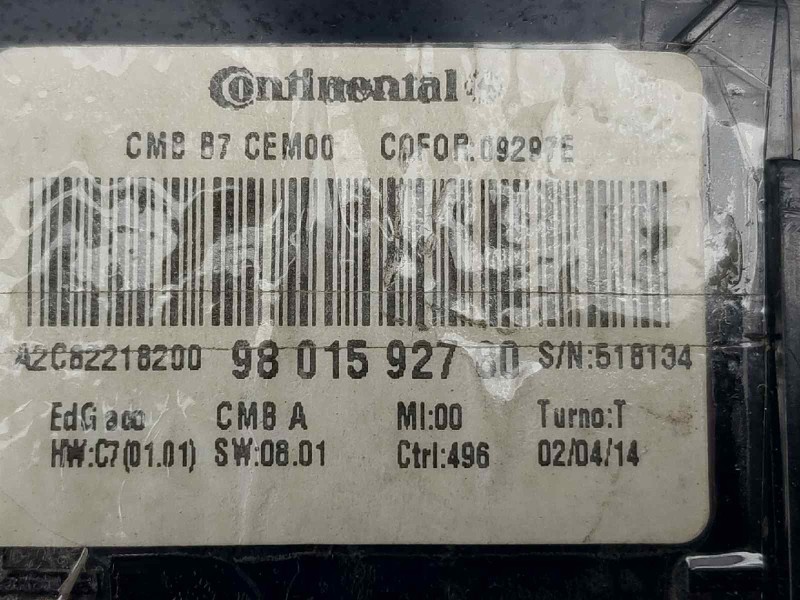 Continental
CMB B7 CEM00 COFOR:09297E
A2C82218200 98 015 927 80 S/N:518134
EdGiaco CMB A MI:00 Turno:T
HW:C7(01.01) SW:08.01 Ctrl:496 02/04/14